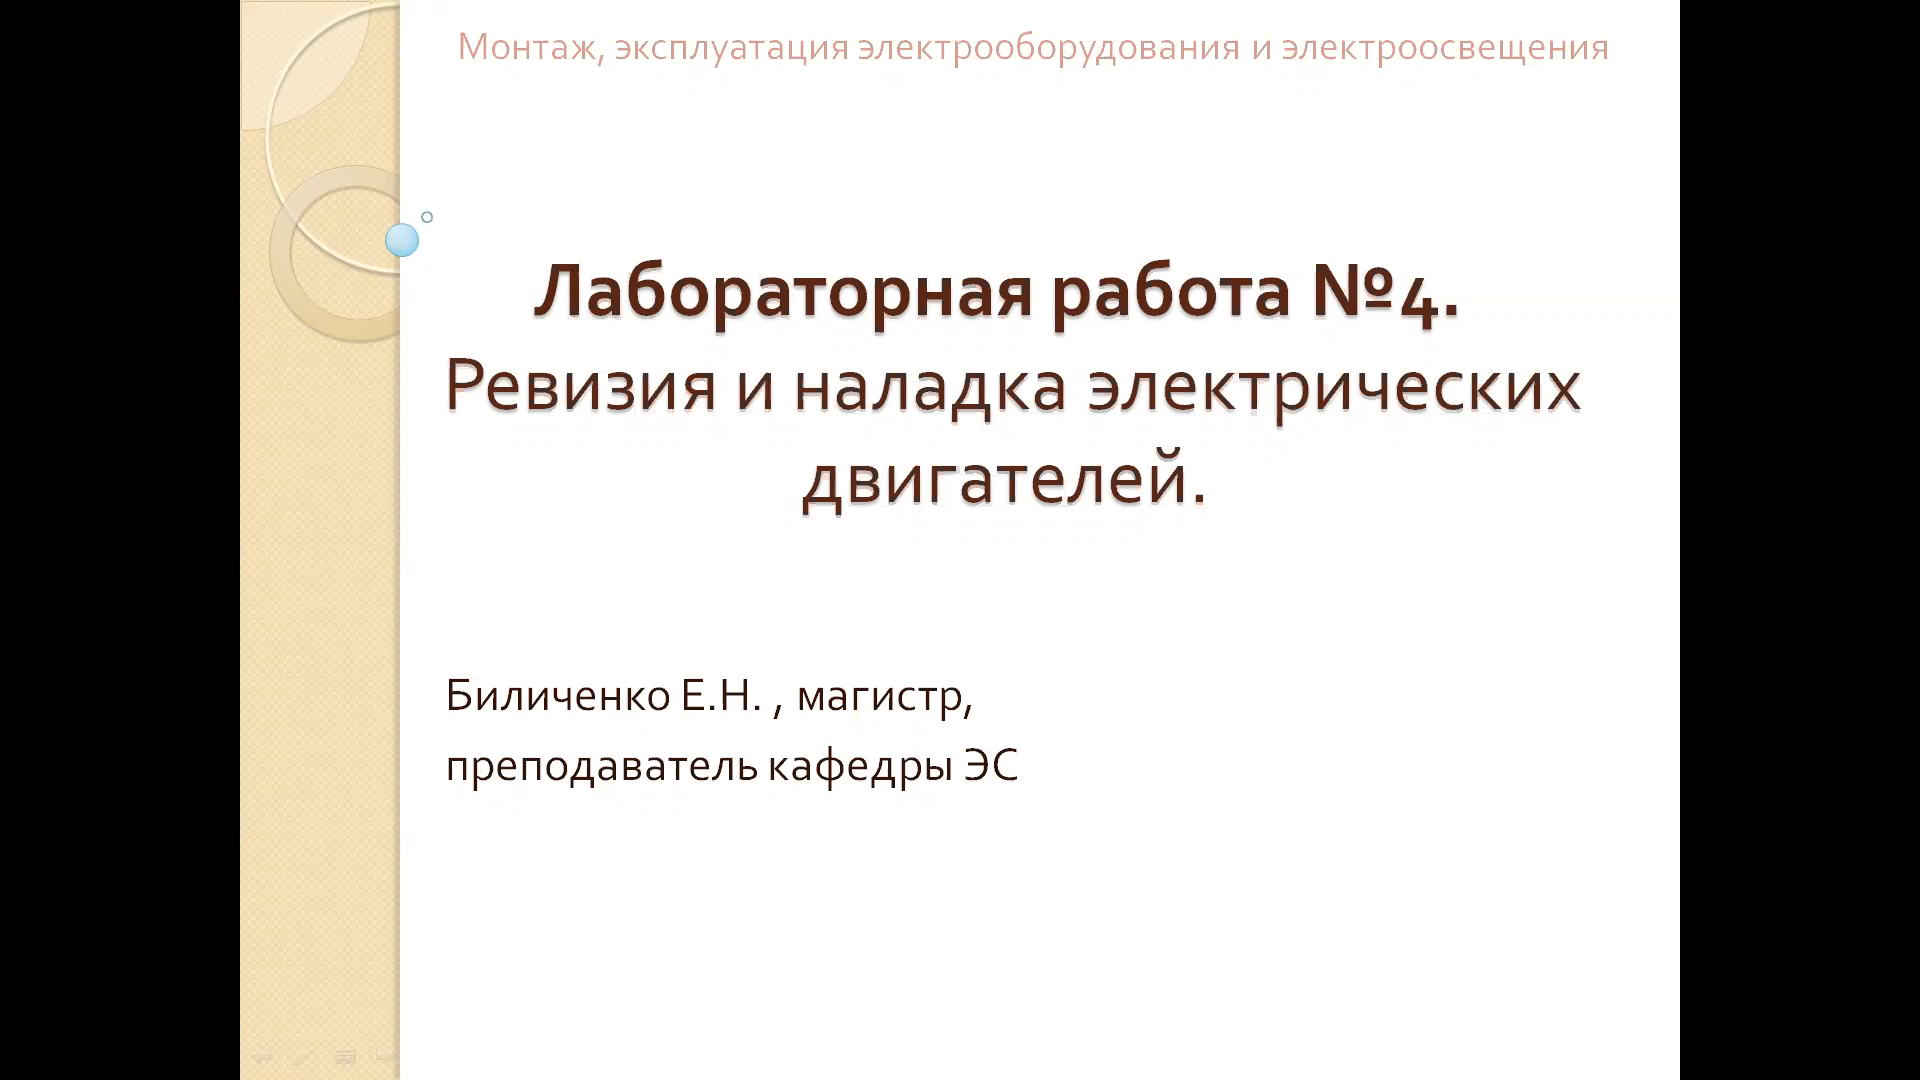 Монтаж, эксплуатация электрооборудования и электроосвещения
Лабораторная работа №4.
Ревизия и наладка электрических
двигателей.
Биличенко Е.Н. , магистр,
преподаватель кафедры ЭС